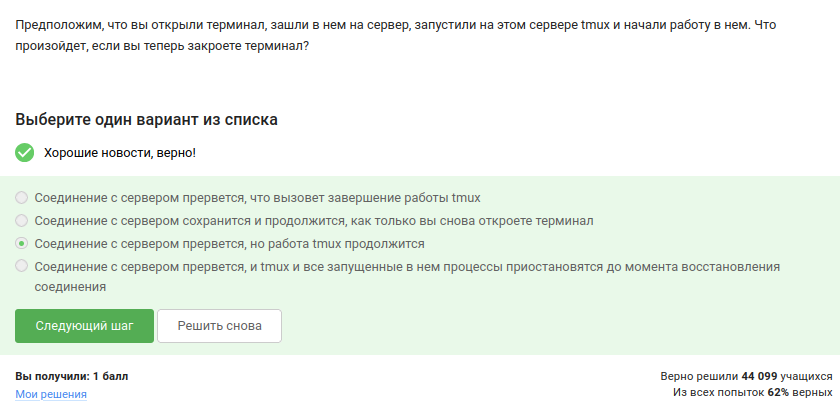 Предположим, что вы открыли терминал, зашли в нем на сервер, запустили на этом сервере tmux и начали работу в нем. Что
произойдет, если вы теперь закроете терминал?
Выберите один вариант из списка
Хорошие новости, верно!
Соединение с сервером прервется, что вызовет завершение работы tmux
Соединение с сервером сохранится и продолжится, как только вы снова откроете терминал
Соединение с сервером прервется, но работа tmux продолжится
Соединение с сервером прервется, и tmux и все запущенные в нем процессы приостановятся до момента восстановления
соединения
Следующий шаг
Решить снова
Вы получили: 1 балл
Верно решили 44 099 учащихся
Мои решения
Из всех попыток 62% верных